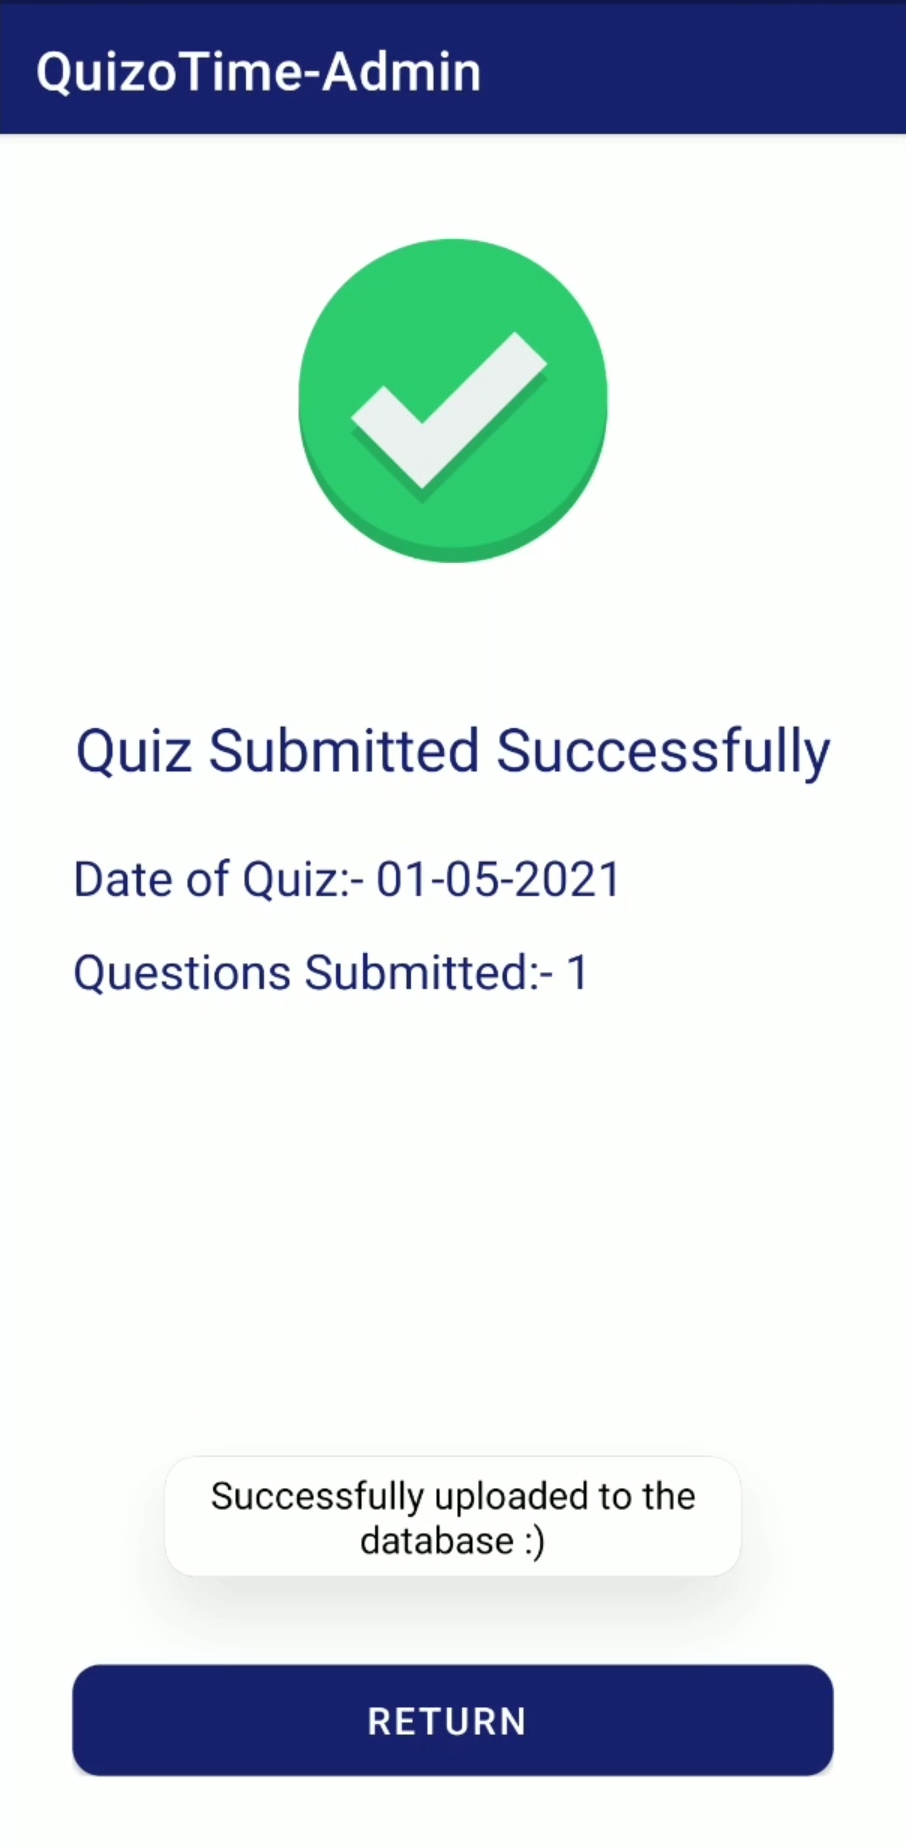 QuizoTime-Admin
Quiz Submitted Successfully
Date of Quiz:- 01-05-2021
Questions Submitted:- 1
Successfully uploaded to the
database :)
RETURN